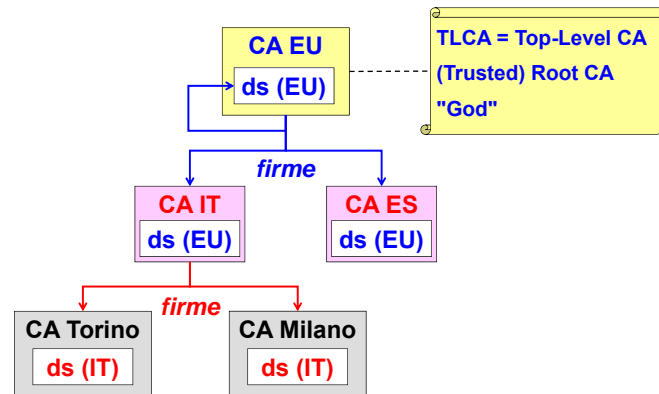 CA EU
ds (EU)
TLCA = Top-Level CA
(Trusted) Root CA
"God"
firme
CA IT
ds (EU)
CA ES
ds (EU)
firme
CA Torino
ds (IT)
CA Milano
ds (IT)